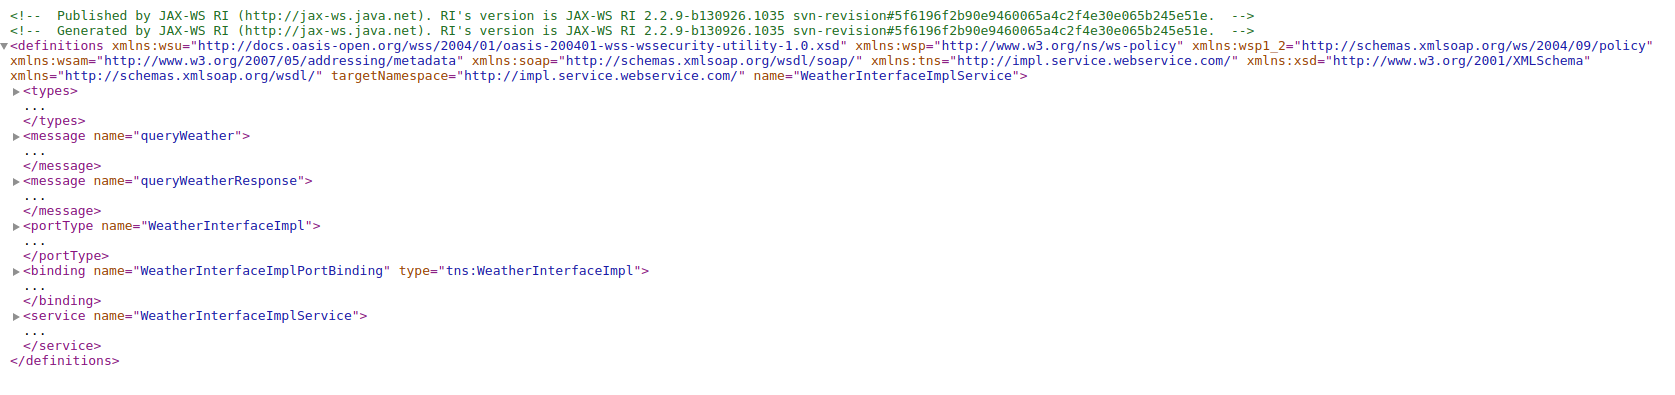 <!--  Published by JAX-WS RI (http://jax-ws.java.net). RI's version is JAX-WS RI 2.2.9-b130926.1035 svn-revision#5f6196f2b90e9460065a4c2f4e30e065b245e51e.  -->
<!--  Generated by JAX-WS RI (http://jax-ws.java.net). RI's version is JAX-WS RI 2.2.9-b130926.1035 svn-revision#5f6196f2b90e9460065a4c2f4e30e065b245e51e.  -->
<definitions xmlns:wsu="http://docs.oasis-open.org/wss/2004/01/oasis-200401-wss-wssecurity-utility-1.0.xsd" xmlns:wsp="http://www.w3.org/ns/ws-policy" xmlns:wsp1_2="http://schemas.xmlsoap.org/ws/2004/09/policy"
xmlns:wsam="http://www.w3.org/2007/05/addressing/metadata" xmlns:soap="http://schemas.xmlsoap.org/wsdl/soap/" xmlns:tns="http://impl.service.webservice.com/" xmlns:xsd="http://www.w3.org/2001/XMLSchema"
xmlns="http://schemas.xmlsoap.org/wsdl/" targetNamespace="http://impl.service.webservice.com/" name="WeatherInterfaceImplService">
<types>
...
</types>
<message name="queryWeather">
...
</message>
<message name="queryWeatherResponse">
...
</message>
<portType name="WeatherInterfaceImpl">
...
</portType>
<binding name="WeatherInterfaceImplPortBinding" type="tns:WeatherInterfaceImpl">
...
</binding>
<service name="WeatherInterfaceImplService">
...
</service>
</definitions>